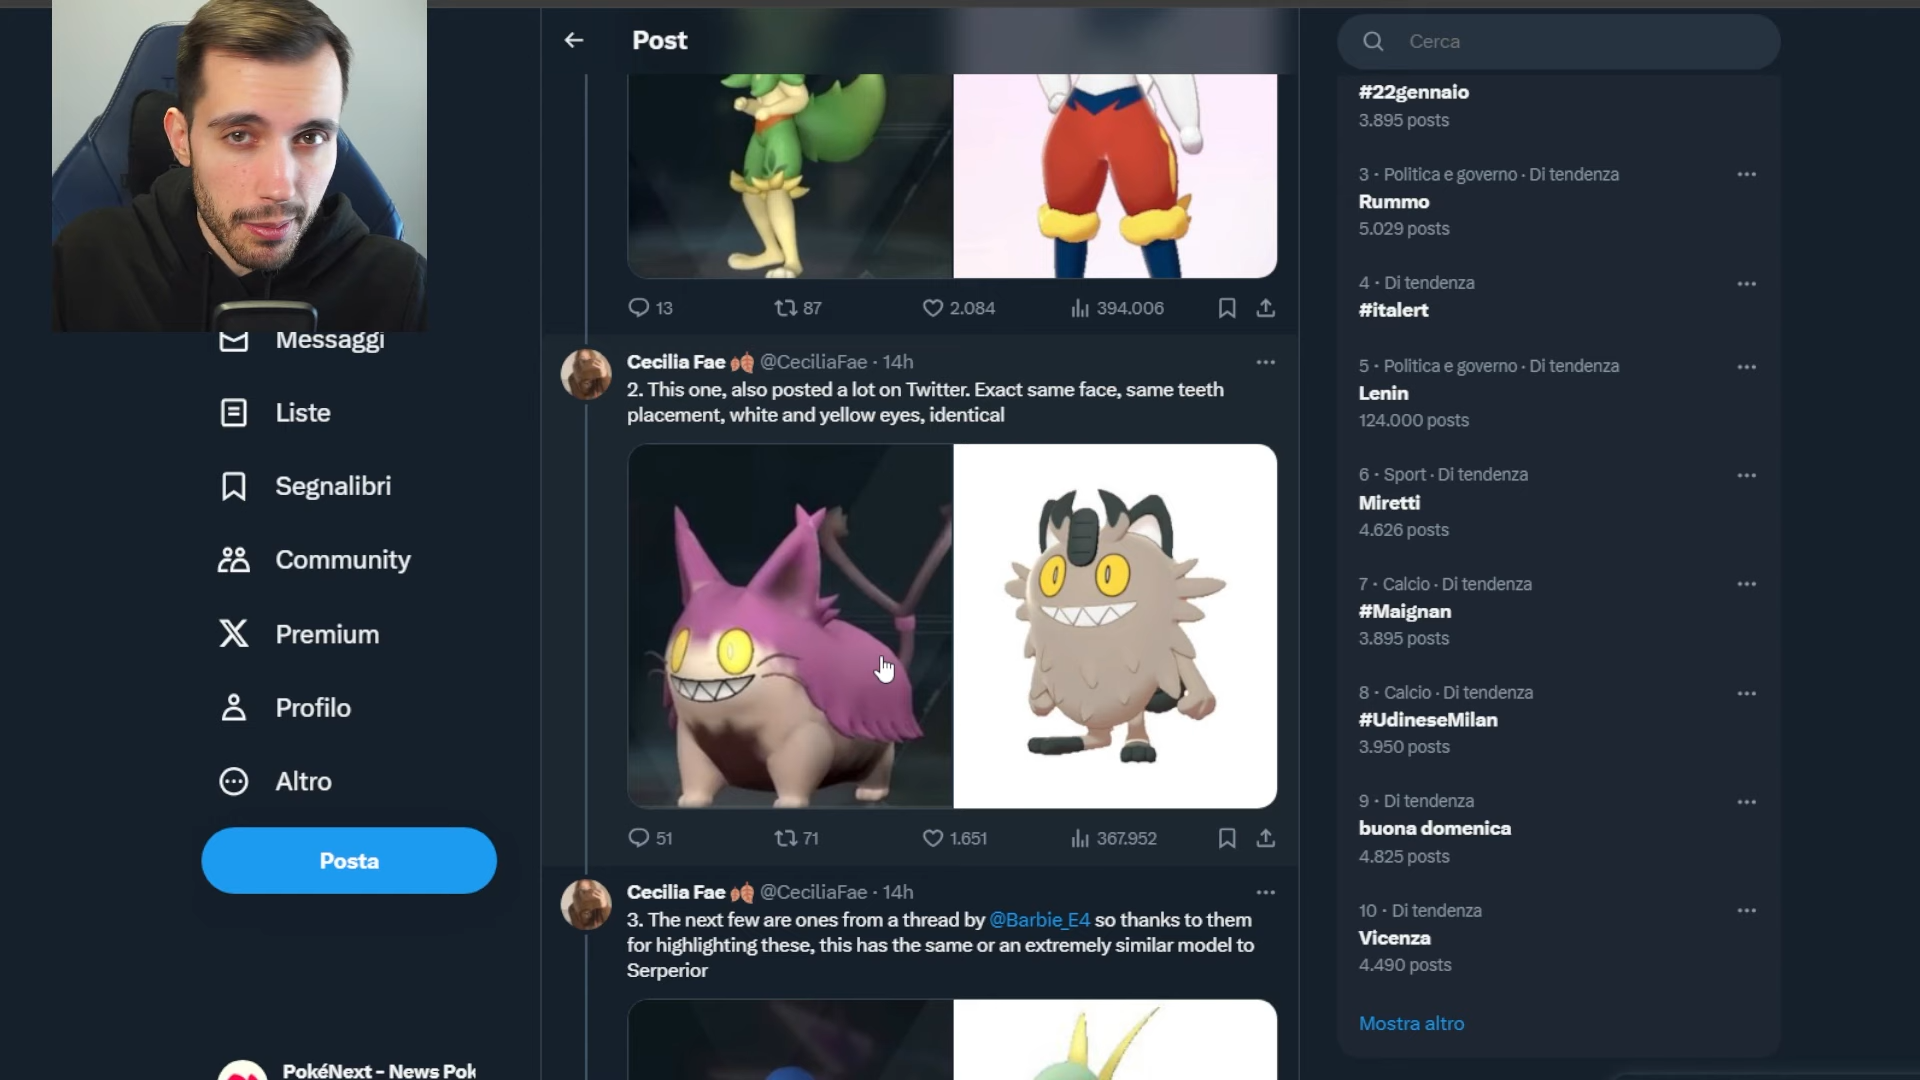 Post
Messaggi
Liste
Segnalibri
Community
Premium
Profilo
Altro
Posta
PokéNext - News Pok
13
87
2.084
394.006
Cecilia Fae @CeciliaFae · 14h
2. This one, also posted a lot on Twitter. Exact same face, same teeth
placement, white and yellow eyes, identical
51
71
1.651
367.952
Cecilia Fae @CeciliaFae · 14h
3. The next few are ones from a thread by @Barbie_E4 so thanks to them
for highlighting these, this has the same or an extremely similar model to
Serperior
Cerca
#22gennaio
3.895 posts
3 · Politica e governo · Di tendenza
Rummo
5.029 posts
4 · Di tendenza
#italert
5 · Politica e governo · Di tendenza
Lenin
124.000 posts
6 · Sport · Di tendenza
Miretti
4.626 posts
7 · Calcio · Di tendenza
#Maignan
3.895 posts
8 · Calcio · Di tendenza
#UdineseMilan
3.950 posts
9 · Di tendenza
buona domenica
4.825 posts
10 · Di tendenza
Vicenza
4.490 posts
Mostra altro